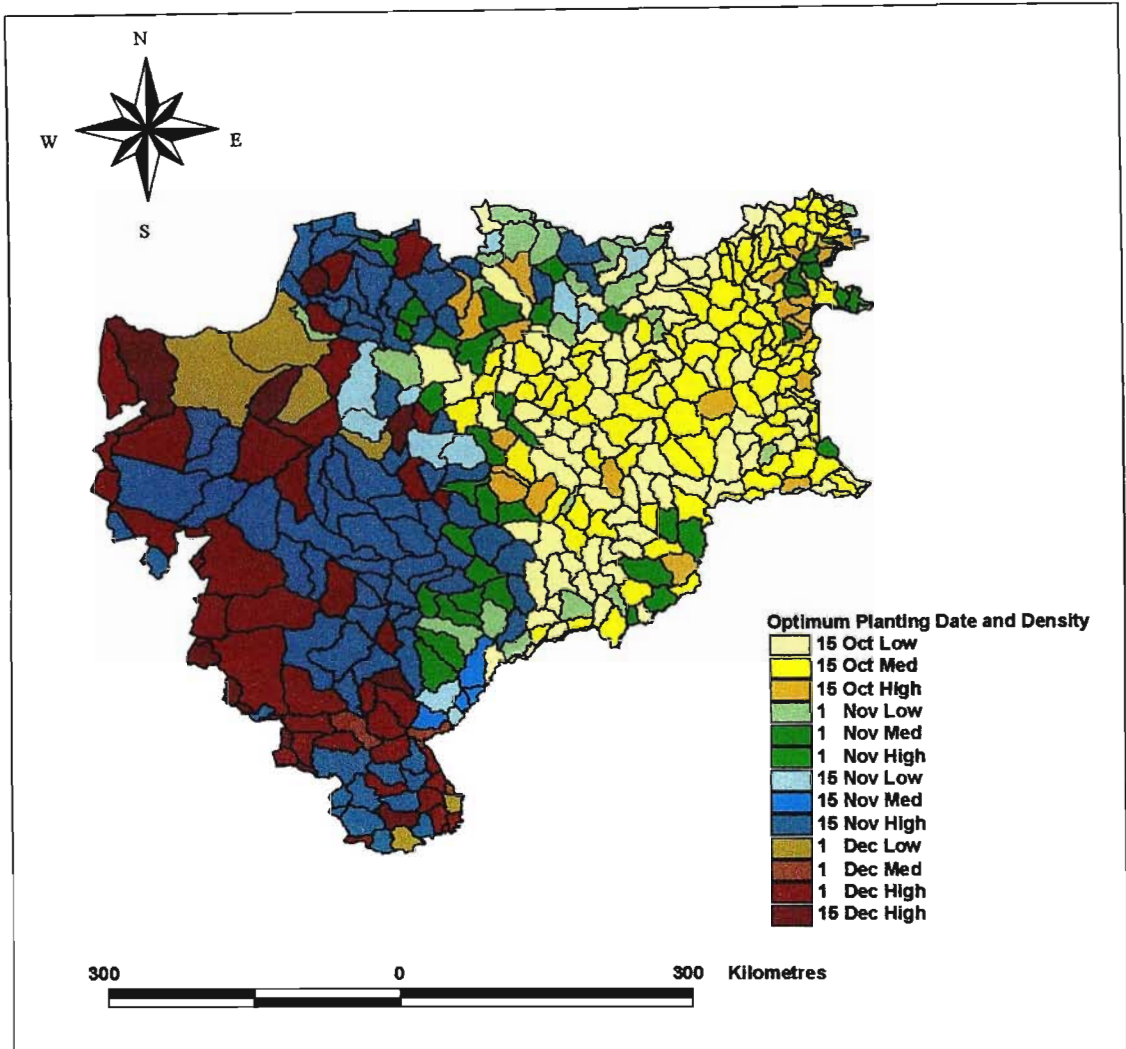 N
W E
S
Optimum Planting Date and Density
15 Oct Low
15 Oct Med
15 Oct High
1 Nov Low
1 Nov Med
1 Nov High
15 Nov Low
15 Nov Med
15 Nov High
1 Dec Low
1 Dec Med
1 Dec High
15 Dec High
300 0 300 Kilometres